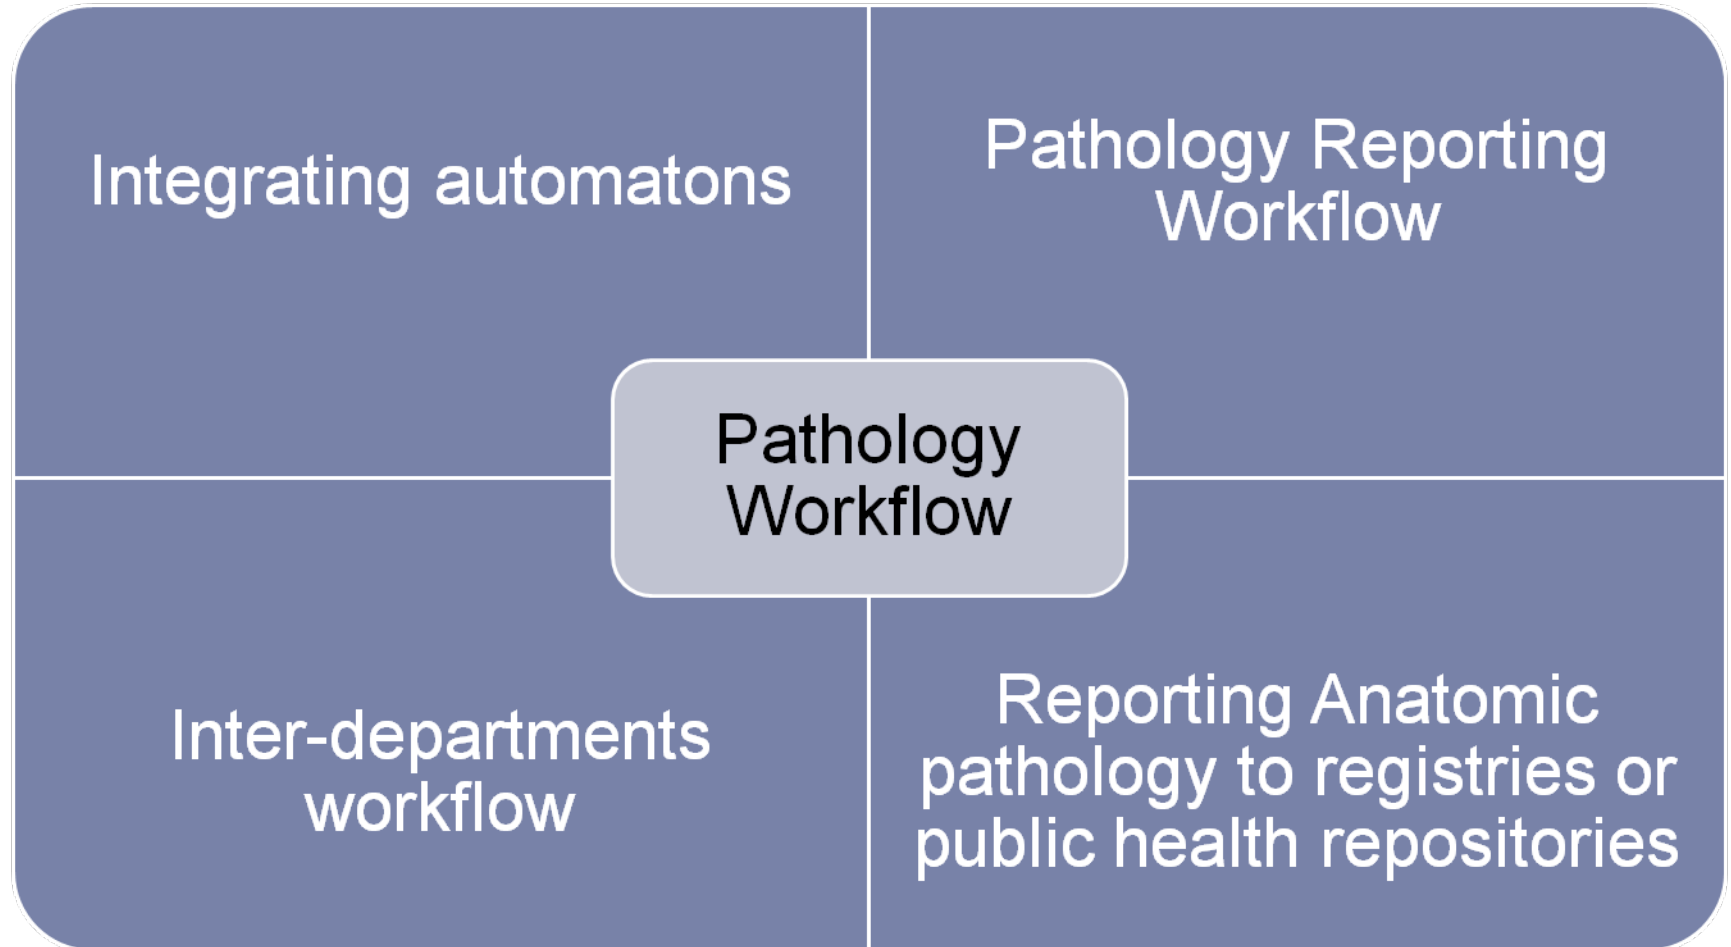 Integrating automatons
Pathology Reporting
Workflow
Pathology
Workflow
Inter-departments
workflow
Reporting Anatomic
pathology to registries or
public health repositories